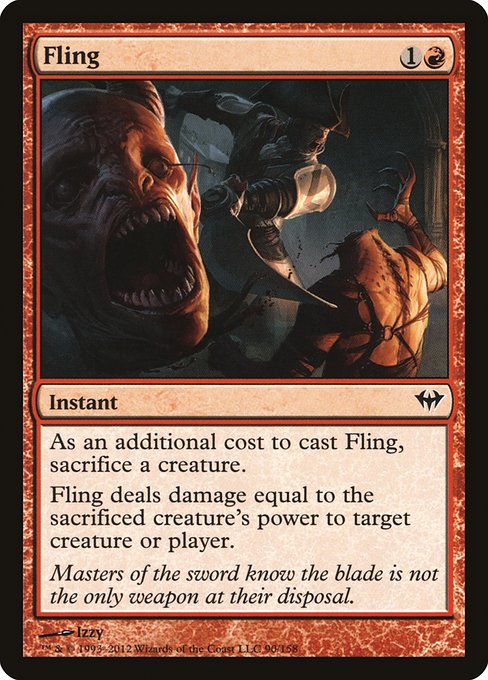 Fling
1
Instant
As an additional cost to cast Fling,
sacrifice a creature.
Fling deals damage equal to the
sacrificed creature's power to target
creature or player.
Masters of the sword know the blade is not
the only weapon at their disposal.
Izzy
™ & © 1993–2012 Wizards of the Coast LLC 90/158